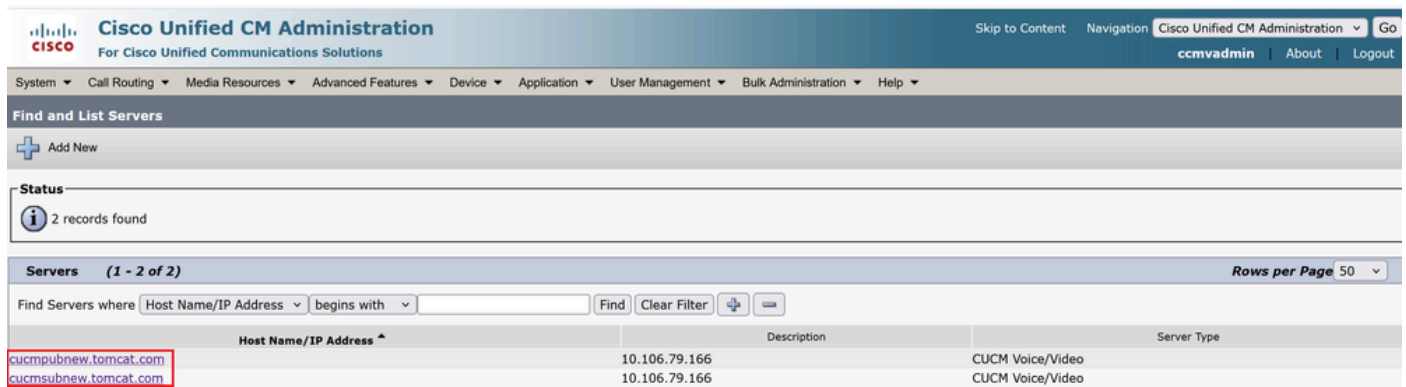 CISCO
Cisco Unified CM Administration
For Cisco Unified Communications Solutions
Skip to Content Navigation Cisco Unified CM Administration Go
ccmvadmin | About | Logout
System Call Routing Media Resources Advanced Features Device Application User Management Bulk Administration Help
Find and List Servers
Add New
Status
2 records found
Servers (1 - 2 of 2) Rows per Page 50
Find Servers where Host Name/IP Address begins with Find Clear Filter
Host Name/IP Address Description Server Type
cucmpubnew.tomcat.com 10.106.79.166 CUCM Voice/Video
cucmsubnew.tomcat.com 10.106.79.166 CUCM Voice/Video